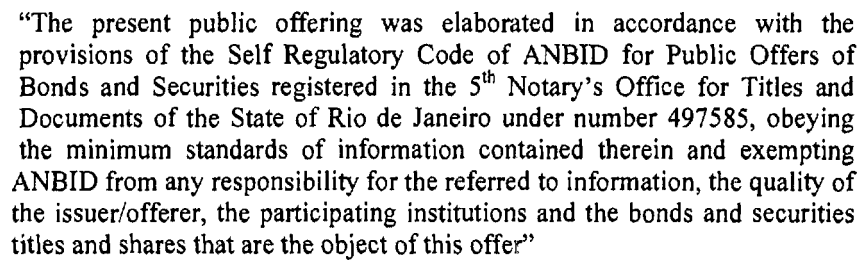 “The present public offering was elaborated in accordance with the
provisions of the Self Regulatory Code of ANBID for Public Offers of
Bonds and Securities registered in the 5th Notary’s Office for Titles and
Documents of the State of Rio de Janeiro under number 497585, obeying
the minimum standards of information contained therein and exempting
ANBID from any responsibility for the referred to information, the quality of
the issuer/offerer, the participating institutions and the bonds and securities
titles and shares that are the object of this offer”